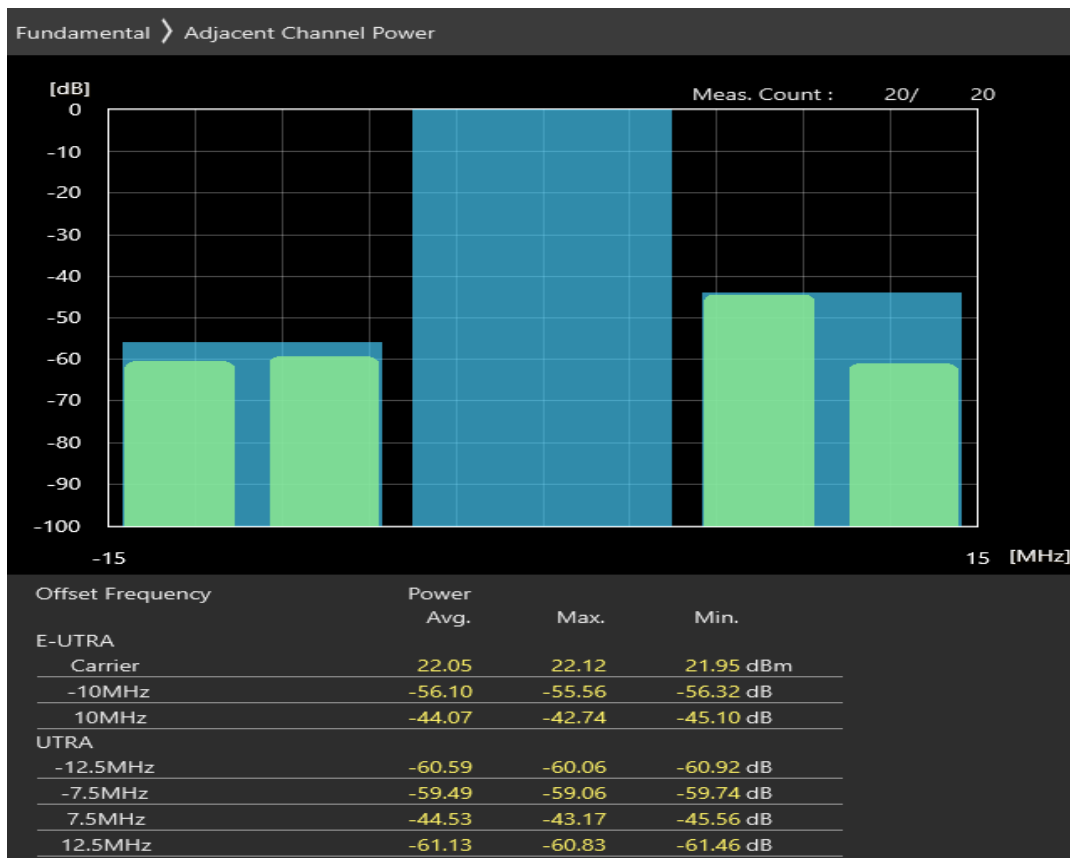 Fundamental 〉 Adjacent Channel Power
[dB]
Meas. Count : 20/ 20
0
-10
-20
-30
-40
-50
-60
-70
-80
-90
-100
-15 15 [MHz]
Offset Frequency Power
Avg. Max. Min.
E-UTRA
Carrier 22.05 22.12 21.95 dBm
-10MHz -56.10 -55.56 -56.32 dB
10MHz -44.07 -42.74 -45.10 dB
UTRA
-12.5MHz -60.59 -60.06 -60.92 dB
-7.5MHz -59.49 -59.06 -59.74 dB
7.5MHz -44.53 -43.17 -45.56 dB
12.5MHz -61.13 -60.83 -61.46 dB